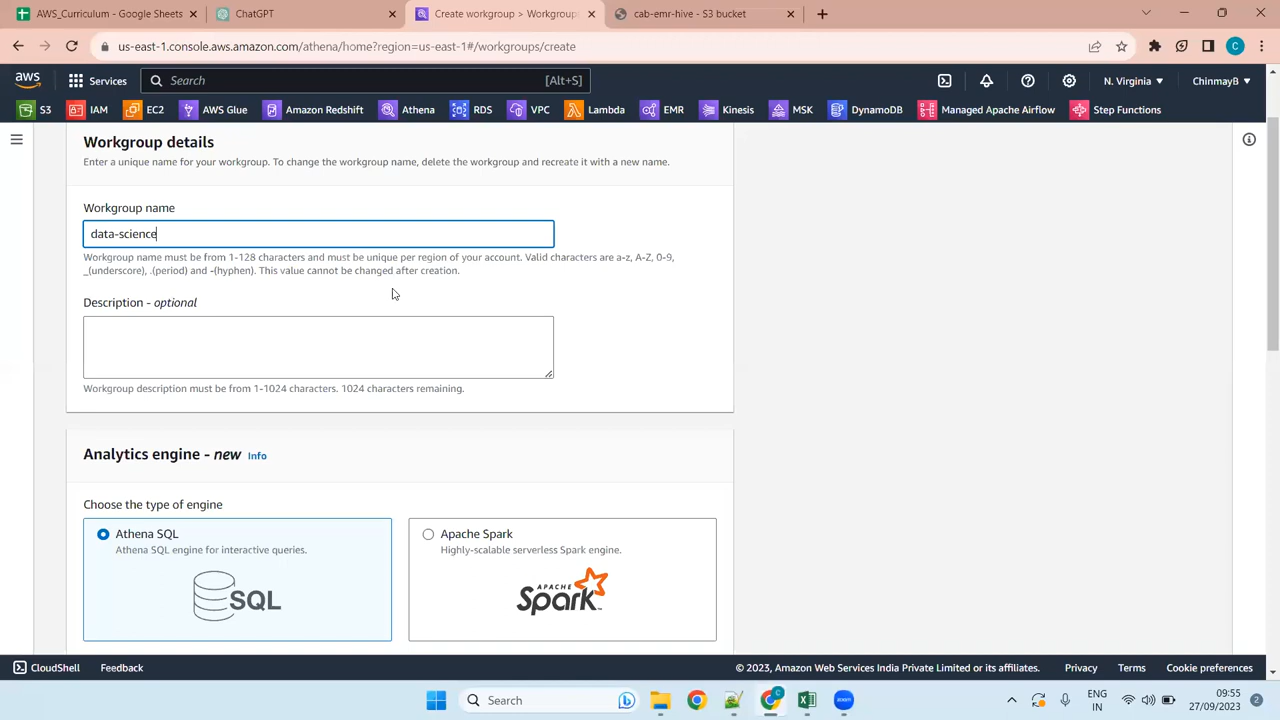 AWS_Curriculum - Google Sheets
ChatGPT
Create workgroup > Workgroups
cab-emr-hive - S3 bucket
us-east-1.console.aws.amazon.com/athena/home?region=us-east-1#/workgroups/create
C
aws
Services
Search
[Alt+S]
N. Virginia
ChinmayB
S3
IAM
EC2
AWS Glue
Amazon Redshift
Athena
RDS
VPC
Lambda
EMR
Kinesis
MSK
DynamoDB
Managed Apache Airflow
Step Functions
Workgroup details
Enter a unique name for your workgroup. To change the workgroup name, delete the workgroup and recreate it with a new name.
Workgroup name
data-science
Workgroup name must be from 1-128 characters and must be unique per region of your account. Valid characters are a-z, A-Z, 0-9,
_(underscore), .(period) and -(hyphen). This value cannot be changed after creation.
Description - optional
Workgroup description must be from 1-1024 characters. 1024 characters remaining.
Analytics engine - new Info
Choose the type of engine
Athena SQL
Athena SQL engine for interactive queries.
SQL
Apache Spark
Highly-scalable serverless Spark engine.
APACHE
Spark
CloudShell
Feedback
© 2023, Amazon Web Services India Private Limited or its affiliates.
Privacy
Terms
Cookie preferences
Search
zoom
ENG
IN
09:55
27/09/2023
2